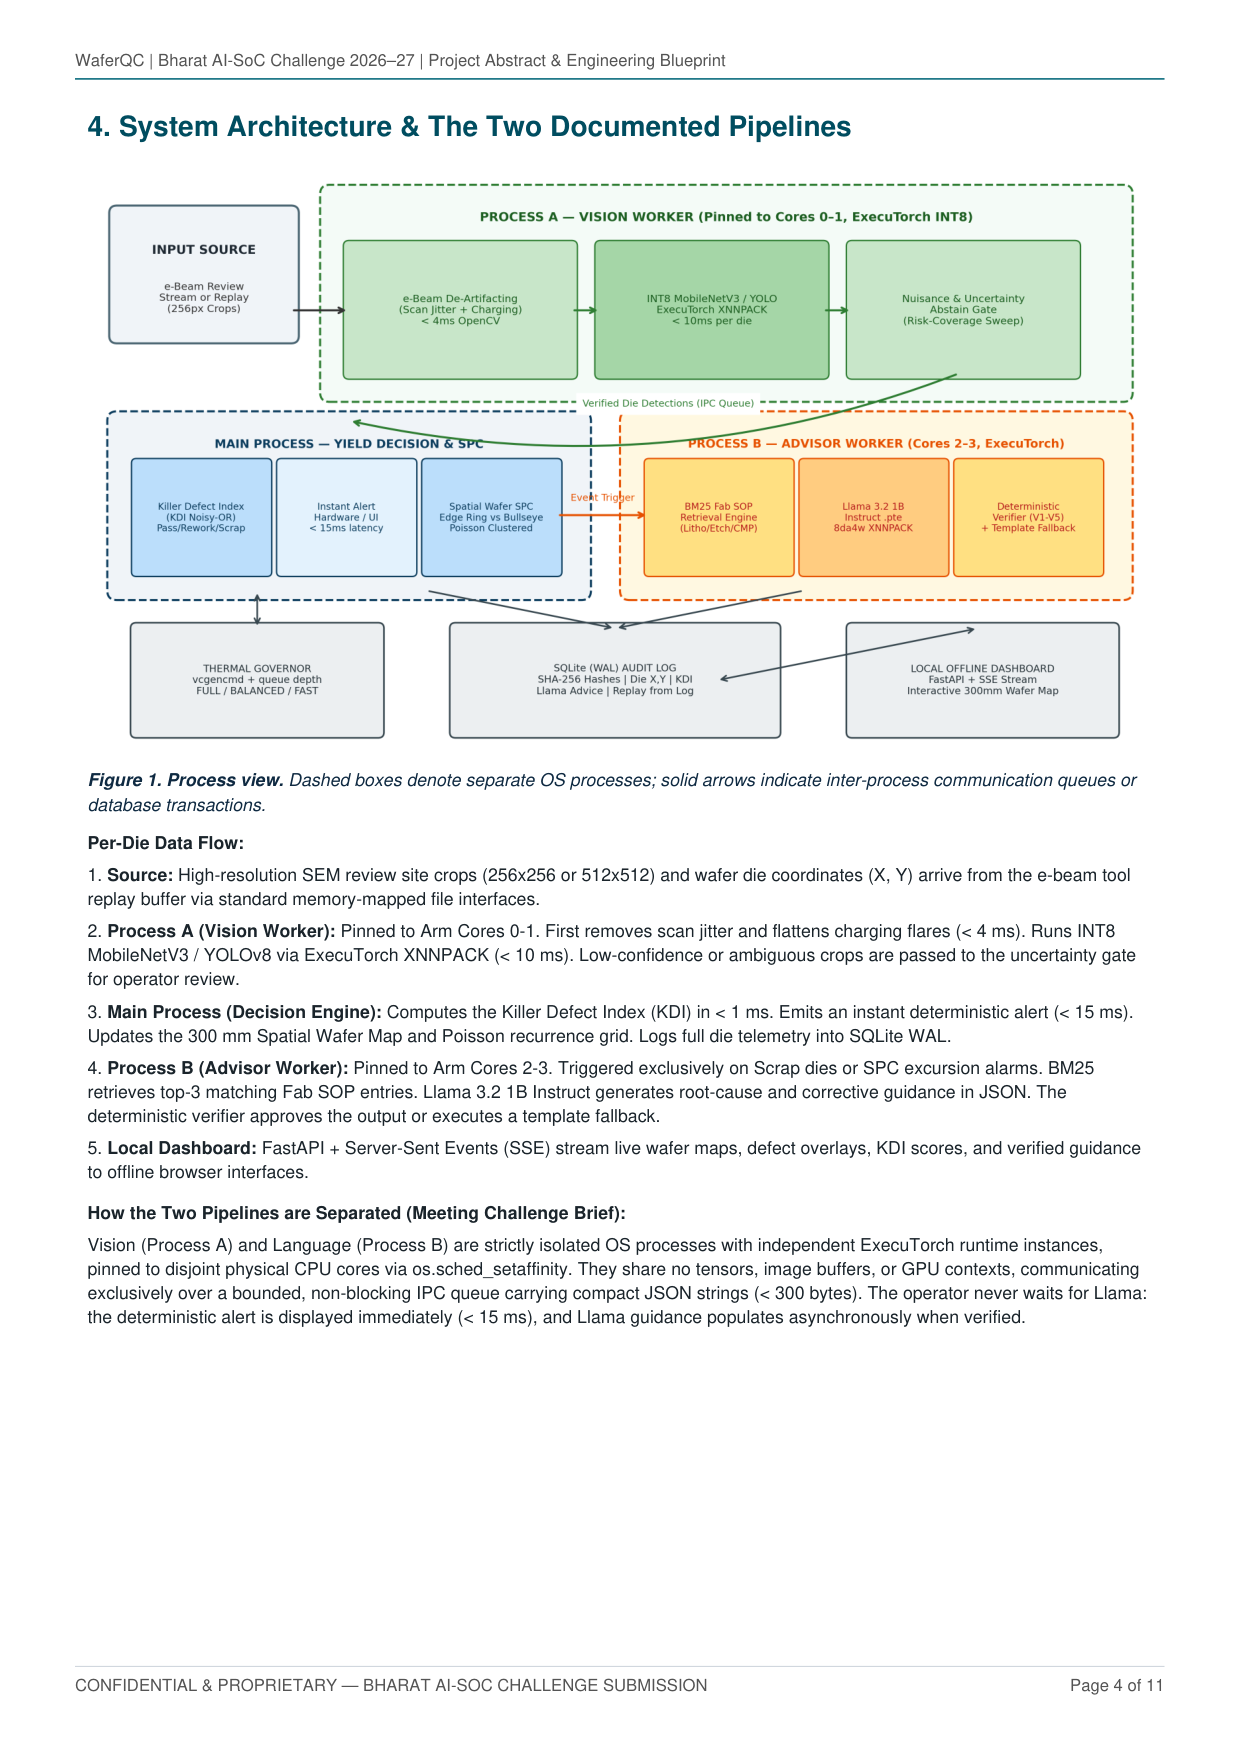 WaferQC | Bharat AI-SoC Challenge 2026–27 | Project Abstract & Engineering Blueprint
4. System Architecture & The Two Documented Pipelines
INPUT SOURCE
e-Beam Review
Stream or Replay
(256px Crops)
PROCESS A — VISION WORKER (Pinned to Cores 0–1, ExecuTorch INT8)
e-Beam De-Artifacting
(Scan Jitter + Charging)
< 4ms OpenCV
INT8 MobileNetV3 / YOLO
ExecuTorch XNNPACK
< 10ms per die
Nuisance & Uncertainty
Abstain Gate
(Risk-Coverage Sweep)
Verified Die Detections (IPC Queue)
MAIN PROCESS — YIELD DECISION & SPC
Killer Defect Index
(KDI Noisy-OR)
Pass/Rework/Scrap
Instant Alert
Hardware / UI
< 15ms latency
Spatial Wafer SPC
Edge Ring vs Bullseye
Poisson Clustered
Event Trigger
PROCESS B — ADVISOR WORKER (Cores 2–3, ExecuTorch)
BM25 Fab SOP
Retrieval Engine
(Litho/Etch/CMP)
Llama 3.2 1B
Instruct .pte
8da4w XNNPACK
Deterministic
Verifier (V1-V5)
+ Template Fallback
THERMAL GOVERNOR
vcgencmd + queue depth
FULL / BALANCED / FAST
SQLite (WAL) AUDIT LOG
SHA-256 Hashes | Die X,Y | KDI
Llama Advice | Replay from Log
LOCAL OFFLINE DASHBOARD
FastAPI + SSE Stream
Interactive 300mm Wafer Map
Figure 1. Process view. Dashed boxes denote separate OS processes; solid arrows indicate inter-process communication queues or
database transactions.
Per-Die Data Flow:
1. Source: High-resolution SEM review site crops (256x256 or 512x512) and wafer die coordinates (X, Y) arrive from the e-beam tool
replay buffer via standard memory-mapped file interfaces.
2. Process A (Vision Worker): Pinned to Arm Cores 0-1. First removes scan jitter and flattens charging flares (< 4 ms). Runs INT8
MobileNetV3 / YOLOv8 via ExecuTorch XNNPACK (< 10 ms). Low-confidence or ambiguous crops are passed to the uncertainty gate
for operator review.
3. Main Process (Decision Engine): Computes the Killer Defect Index (KDI) in < 1 ms. Emits an instant deterministic alert (< 15 ms).
Updates the 300 mm Spatial Wafer Map and Poisson recurrence grid. Logs full die telemetry into SQLite WAL.
4. Process B (Advisor Worker): Pinned to Arm Cores 2-3. Triggered exclusively on Scrap dies or SPC excursion alarms. BM25
retrieves top-3 matching Fab SOP entries. Llama 3.2 1B Instruct generates root-cause and corrective guidance in JSON. The
deterministic verifier approves the output or executes a template fallback.
5. Local Dashboard: FastAPI + Server-Sent Events (SSE) stream live wafer maps, defect overlays, KDI scores, and verified guidance
to offline browser interfaces.
How the Two Pipelines are Separated (Meeting Challenge Brief):
Vision (Process A) and Language (Process B) are strictly isolated OS processes with independent ExecuTorch runtime instances,
pinned to disjoint physical CPU cores via os.sched_setaffinity. They share no tensors, image buffers, or GPU contexts, communicating
exclusively over a bounded, non-blocking IPC queue carrying compact JSON strings (< 300 bytes). The operator never waits for Llama:
the deterministic alert is displayed immediately (< 15 ms), and Llama guidance populates asynchronously when verified.
CONFIDENTIAL & PROPRIETARY — BHARAT AI-SOC CHALLENGE SUBMISSION
Page 4 of 11